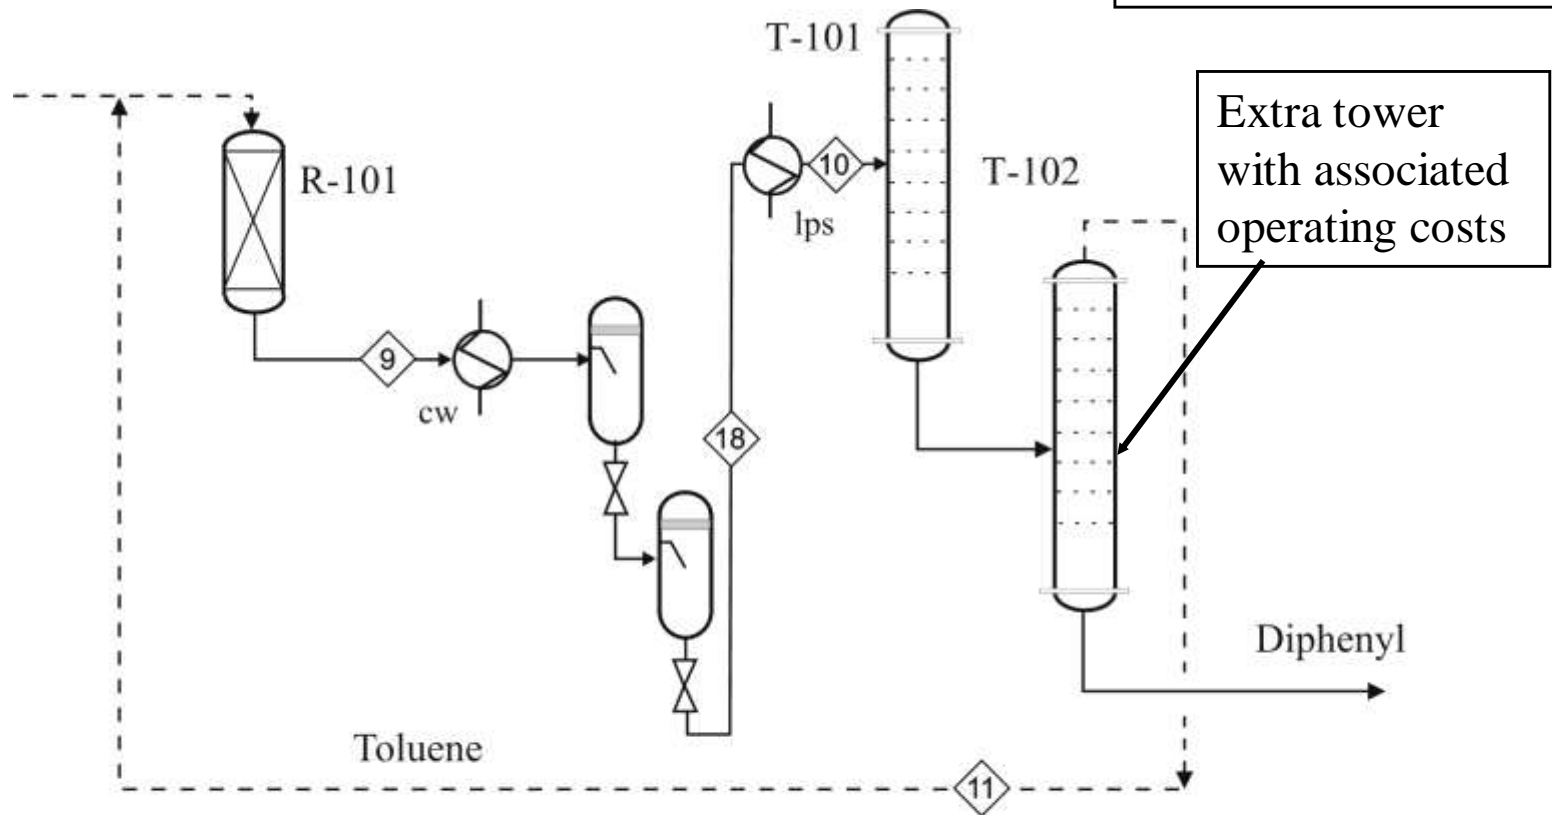 T-101
Extra tower
with associated
operating costs
R-101
10
T-102
lps
9
cw
18
Diphenyl
Toluene
11